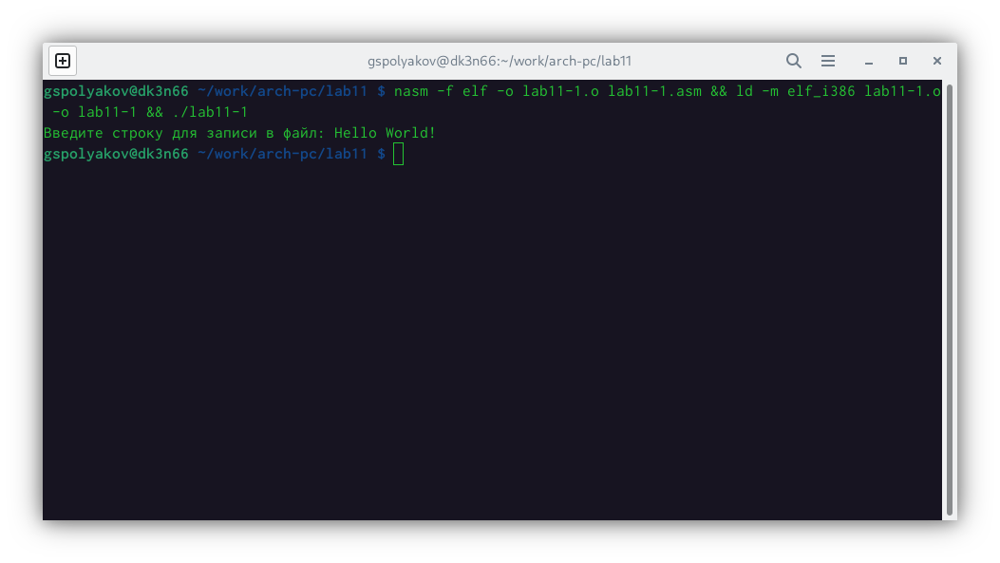 gspolyakov@dk3n66:~/work/arch-pc/lab11
gspolyakov@dk3n66 ~/work/arch-pc/lab11 $ nasm -f elf -o lab11-1.o lab11-1.asm && ld -m elf_i386 lab11-1.o
-o lab11-1 && ./lab11-1
Введите строку для записи в файл: Hello World!
gspolyakov@dk3n66 ~/work/arch-pc/lab11 $